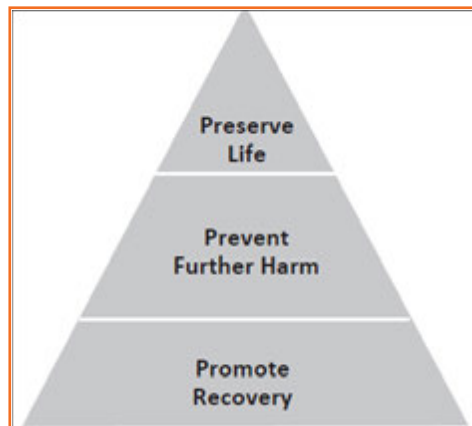 Preserve
Life
Prevent
Further Harm
Promote
Recovery